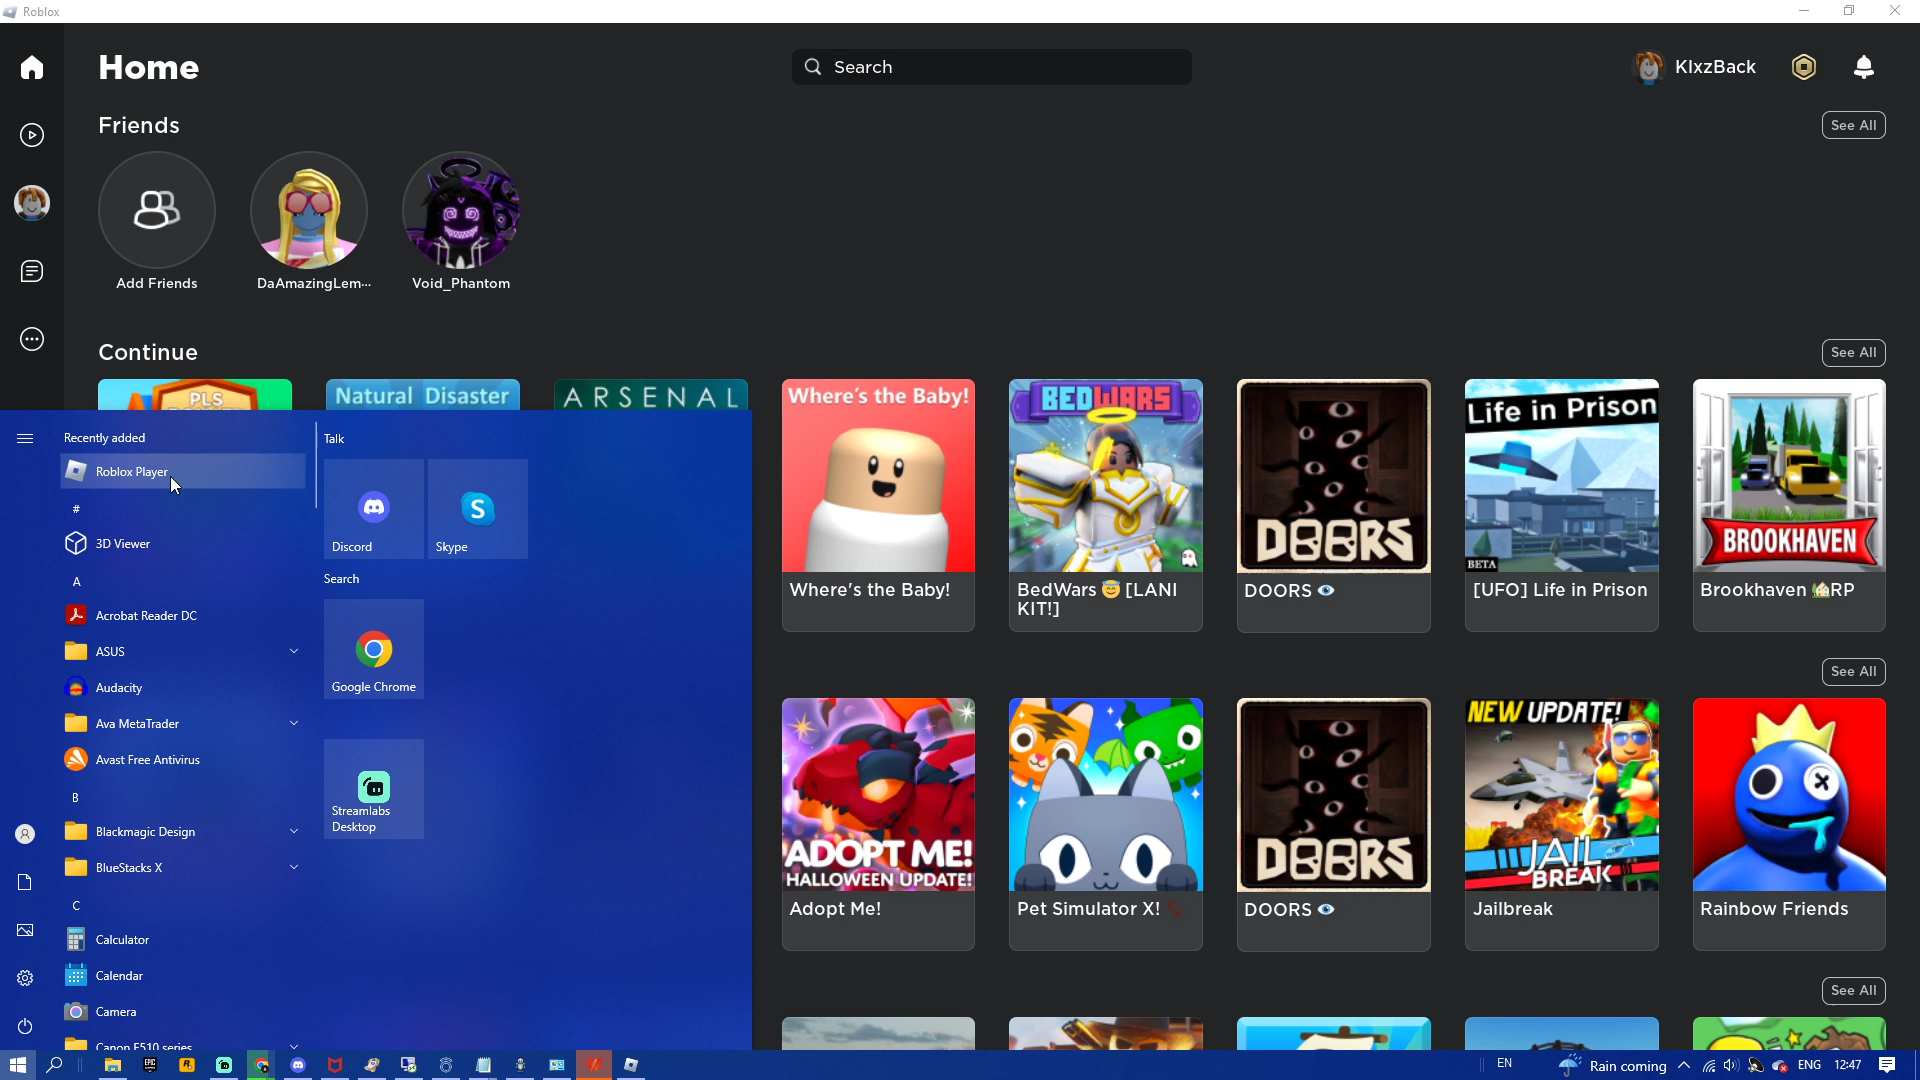 Roblox
Home
Search
KlxzBack
Friends
See All
Add Friends
DaAmazingLem...
Void_Phantom
Continue
See All
PLS
Natural Disaster
ARSENAL
Where's the Baby!
BEDWARS
DOORS
Life in Prison
BETA
BROOKHAVEN
Where's the Baby!
BedWars 😇 [LANI
KIT!]
DOORS 👁️
[UFO] Life in Prison
Brookhaven 🏡RP
See All
ADOPT ME!
HALLOWEEN UPDATE!
DOORS
NEW UPDATE!
JAIL
BREAK
Adopt Me!
Pet Simulator X! 🐾
DOORS 👁️
Jailbreak
Rainbow Friends
See All
Recently added
Roblox Player
#
3D Viewer
A
Acrobat Reader DC
ASUS
Audacity
Ava MetaTrader
Avast Free Antivirus
B
Blackmagic Design
BlueStacks X
C
Calculator
Calendar
Camera
Canon E510 series
Talk
Discord
Skype
Search
Google Chrome
Streamlabs
Desktop
EPIC
EN
Rain coming
ENG
12:47